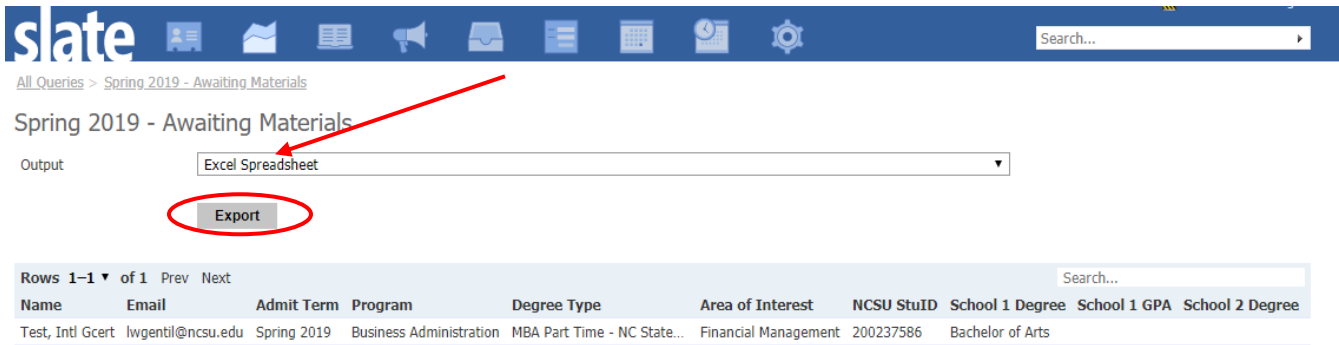 slate
Search...
All Queries > Spring 2019 - Awaiting Materials
Spring 2019 - Awaiting Materials
Output Excel Spreadsheet
Export
Rows 1–1 of 1 Prev Next Search...
Name Email Admit Term Program Degree Type Area of Interest NCSU StuID School 1 Degree School 1 GPA School 2 Degree
Test, Intl Gcert lwgentil@ncsu.edu Spring 2019 Business Administration MBA Part Time - NC State... Financial Management 200237586 Bachelor of Arts